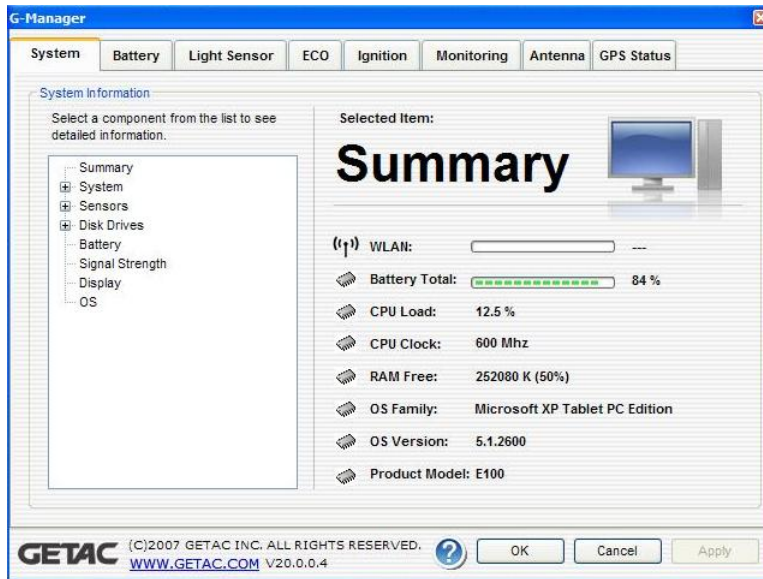 G-Manager
System Battery Light Sensor ECO Ignition Monitoring Antenna GPS Status
System Information
Select a component from the list to see
detailed information.
Summary
System
Sensors
Disk Drives
Battery
Signal Strength
Display
OS
Selected Item:
Summary
WLAN: ---
Battery Total: 84 %
CPU Load: 12.5 %
CPU Clock: 600 Mhz
RAM Free: 252080 K (50%)
OS Family: Microsoft XP Tablet PC Edition
OS Version: 5.1.2600
Product Model: E100
GETAC
(C)2007 GETAC INC. ALL RIGHTS RESERVED.
WWW.GETAC.COM V20.0.0.4
? OK Cancel Apply